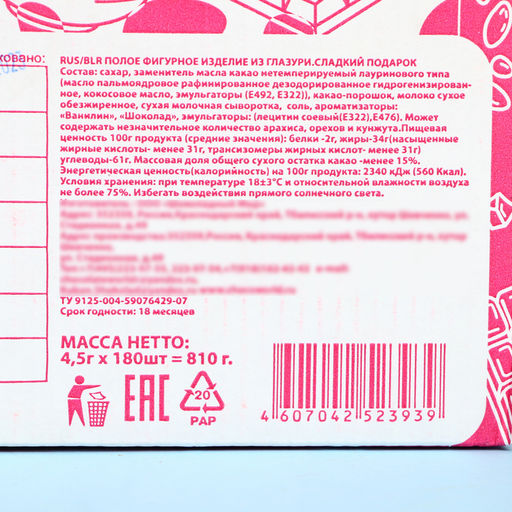 ковано:
RUS/BLR ПОЛОЕ ФИГУРНОЕ ИЗДЕЛИЕ ИЗ ГЛАЗУРИ.СЛАДКИЙ ПОДАРОК
Состав: сахар, заменитель масла какао нетемперируемый лауринового типа
(масло пальмоядровое рафинированное дезодорированное гидрогенизирован-
ное, кокосовое масло, эмульгаторы (Е492, Е322)), какао-порошок, молоко сухое
обезжиренное, сухая молочная сыворотка, соль, ароматизаторы:
«Ванилин», «Шоколад», эмульгаторы: (лецитин соевый(Е322),Е476). Может
содержать незначительное количество арахиса, орехов и кунжута.Пищевая
ценность 100г продукта (средние значения): белки -2г, жиры-34г(насыщенные
жирные кислоты- менее 31г, трансизомеры жирных кислот- менее 31г)
углеводы-61г. Массовая доля общего сухого остатка какао -менее 15%.
Энергетическая ценность(калорийность) на 100г продукта: 2340 кДж (560 Ккал).
Условия хранения: при температуре 18±3°С и относительной влажности воздуха
не более 75%. Избегать воздействия прямого солнечного света.
ТУ 9125-004-59076429-07
Срок годности: 18 месяцев
МАССА НЕТТО:
4,5г х 180шт = 810 г.
EAC
20
PAP
4 607042 523939